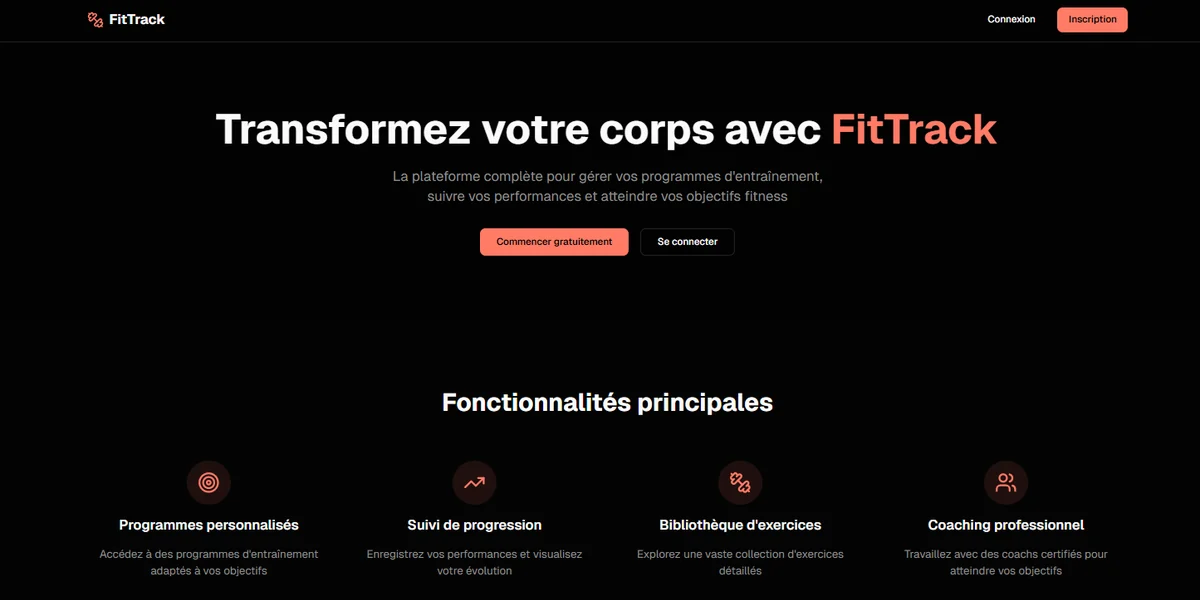 FitTrack
Connexion
Inscription
Transformez votre corps avec FitTrack
La plateforme complète pour gérer vos programmes d'entraînement,
suivre vos performances et atteindre vos objectifs fitness
Commencer gratuitement
Se connecter
Fonctionnalités principales
Programmes personnalisés
Accédez à des programmes d'entraînement
adaptés à vos objectifs
Suivi de progression
Enregistrez vos performances et visualisez
votre évolution
Bibliothèque d'exercices
Explorez une vaste collection d'exercices
détaillés
Coaching professionnel
Travaillez avec des coachs certifiés pour
atteindre vos objectifs